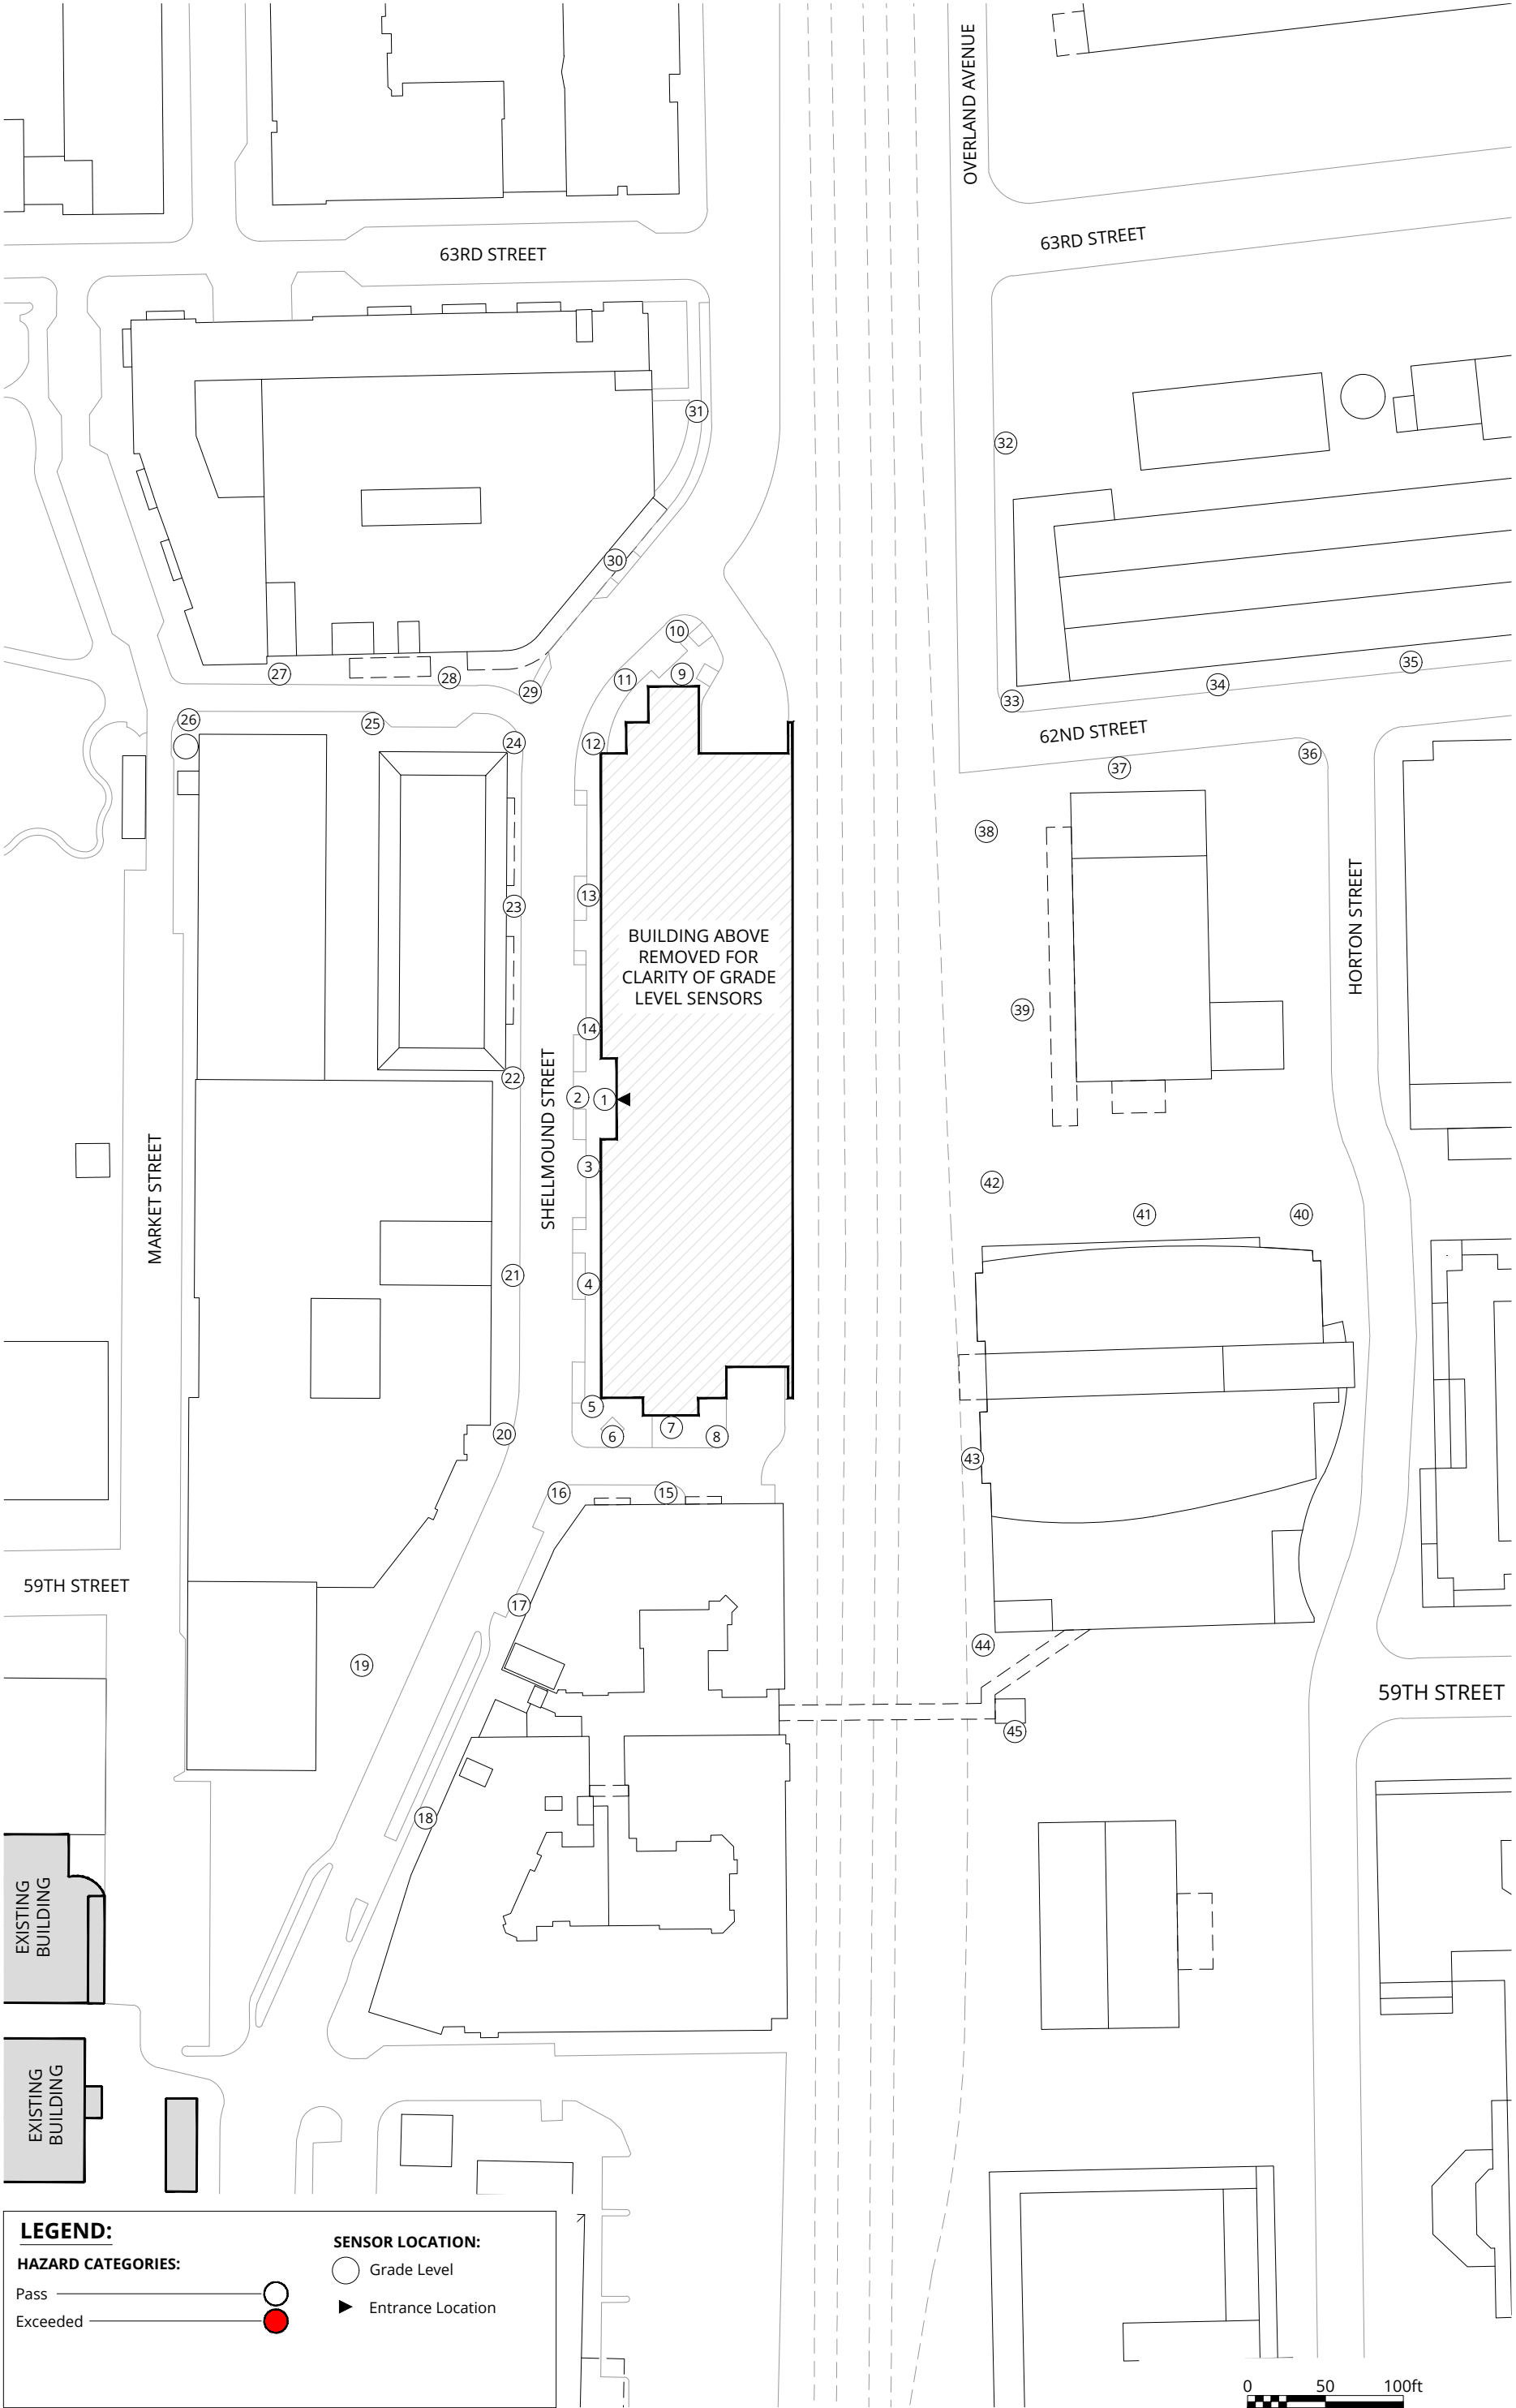 OVERLAND AVENUE
63RD STREET
63RD STREET
31
32
30
10
35
9
27
28
11
34
29
33
26
25
62ND STREET
24
12
36
37
38
13
HORTON STREET
23
BUILDING ABOVE
REMOVED FOR
CLARITY OF GRADE
LEVEL SENSORS
39
14
22
2
1
SHELLMOUND STREET
MARKET STREET
3
42
41
40
21
4
5
20
7
6
8
43
16
15
59TH STREET
17
44
19
59TH STREET
45
18
EXISTING
BUILDING
EXISTING
BUILDING
LEGEND:
HAZARD CATEGORIES:
Pass
Exceeded
SENSOR LOCATION:
Grade Level
Entrance Location
0 50 100ft